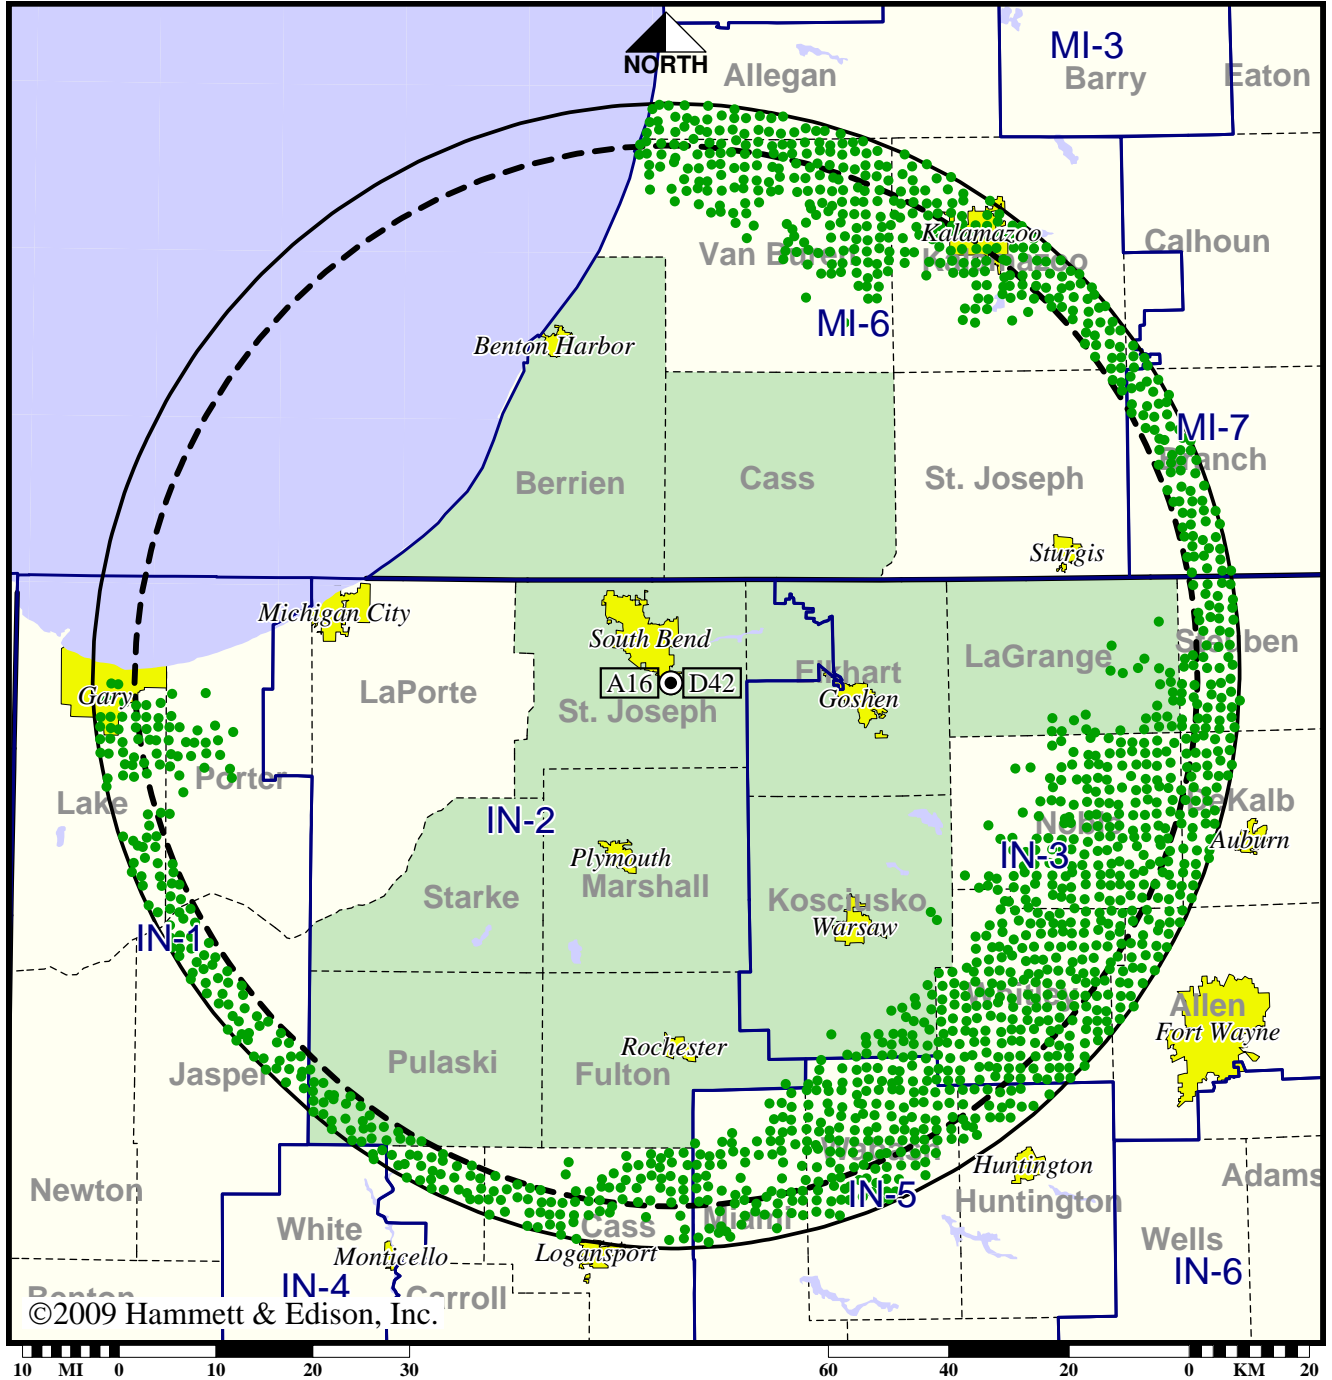 MI-3
NORTH
Allegan
Barry
Eaton
Kalamazoo
Calhoun
Van Buren
Kalamazoo
MI-6
Benton Harbor
MI-7
Branch
Berrien
Cass
St. Joseph
Sturgis
Michigan City
South Bend
Steuben
LaGrange
Elkhart
A16
D42
Gary
LaPorte
Goshen
St. Joseph
Porter
Lake
DeKalb
IN-2
Noble
Auburn
IN-3
Plymouth
Marshall
Starke
Kosciusko
Warsaw
IN-1
Whitley
Allen
Fort Wayne
Rochester
Pulaski
Fulton
Jasper
Wabash
Huntington
Newton
IN-5
Huntington
Adams
White
Cass
Miami
Wells
Monticello
Logansport
IN-6
IN-4
Benton
Carroll
©2009 Hammett & Edison, Inc.
10 MI 0 10 20 30
60 40 20 0 KM 20